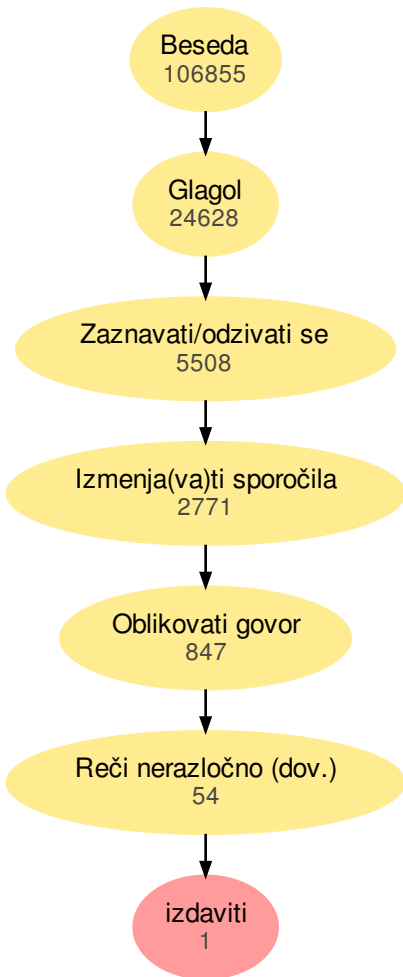 Beseda
106855
Glagol
24628
Zaznavati/odzivati se
5508
Izmenja(va)ti sporočila
2771
Oblikovati govor
847
Reči nerazločno (dov.)
54
izdaviti
1